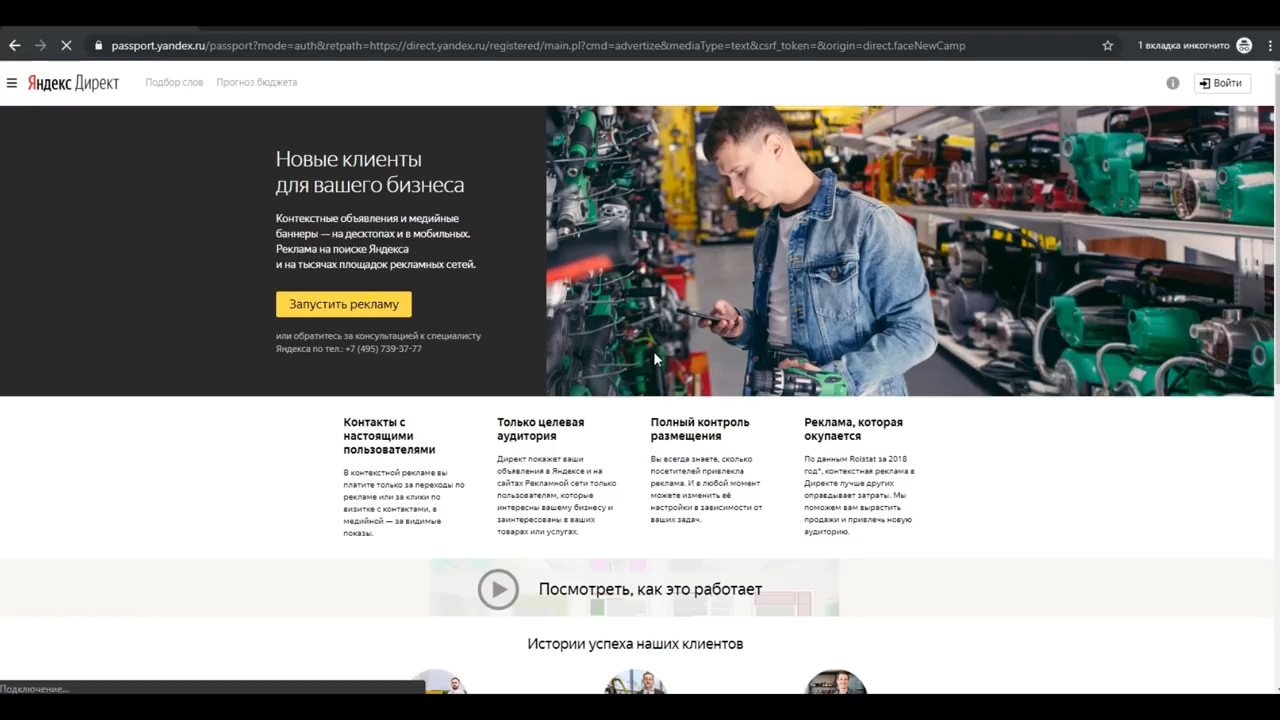 passport.yandex.ru/passport?mode=auth&retpath=https://direct.yandex.ru/registered/main.pl?cmd=advertize&mediaType=text&csrf_token=&origin=direct.faceNewCamp
1 вкладка инкогнито
Яндекс Директ
Подбор слов
Прогноз бюджета
Войти
Новые клиенты
для вашего бизнеса
Контекстные объявления и медийные
баннеры — на десктопах и в мобильных.
Реклама на поиске Яндекса
и на тысячах площадок рекламных сетей.
Запустить рекламу
или обратитесь за консультацией к специалисту
Яндекса по тел.: +7 (495) 739-37-77
Контакты с
настоящими
пользователями
В контекстной рекламе вы
платите только за переходы по
рекламе или за клики по
визитке с контактами, в
медийной — за видимые
показы.
Только целевая
аудитория
Директ покажет ваши
объявления в Яндексе и на
сайтах Рекламной сети только
пользователям, которые
интересны вашему бизнесу и
заинтересованы в ваших
товарах или услугах.
Полный контроль
размещения
Вы всегда знаете, сколько
посетителей привлекла
реклама. И в любой момент
можете изменить её
настройки в зависимости от
ваших задач.
Реклама, которая
окупается
По данным Roistat за 2018
год*, контекстная реклама в
Директе лучше других
оправдывает затраты. Мы
поможем вам вырастить
продажи и привлечь новую
аудиторию.
Посмотреть, как это работает
Истории успеха наших клиентов
Подключение...